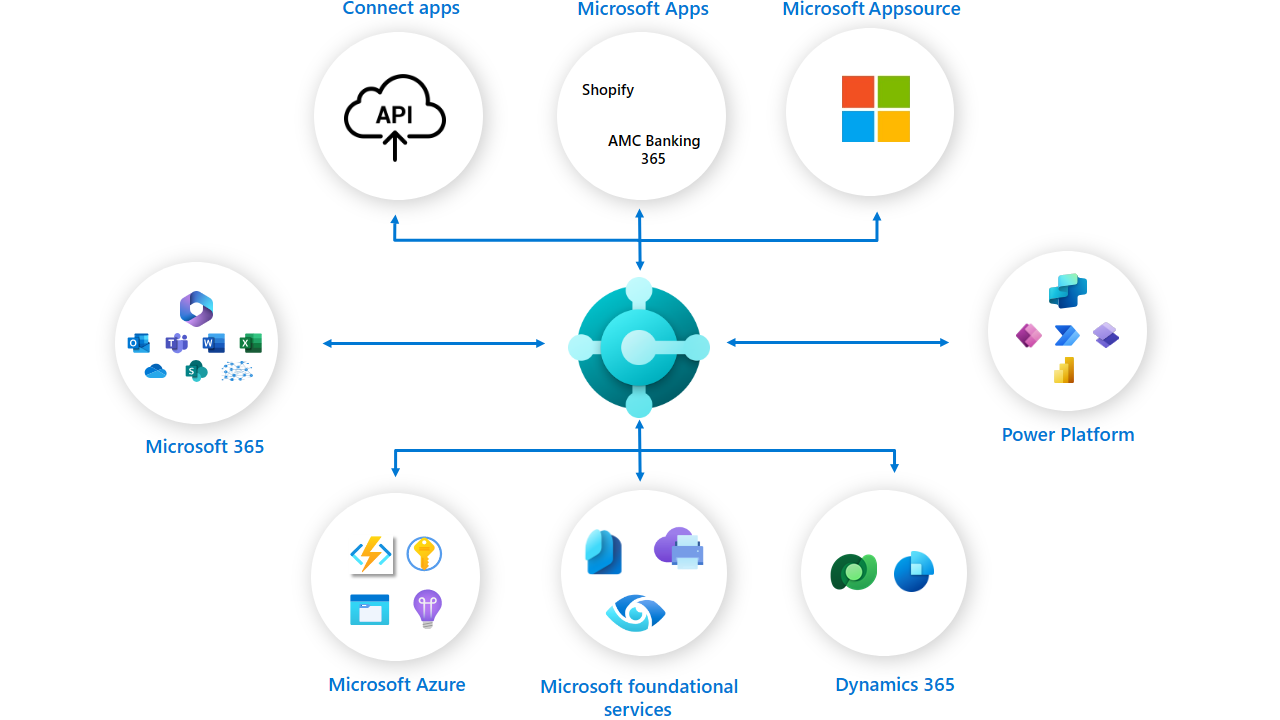 Connect apps
Microsoft Apps
Microsoft Appsource
API
Shopify
AMC Banking
365
O
T
W
X
S
Microsoft 365
Power Platform
Microsoft Azure
Microsoft foundational
services
Dynamics 365